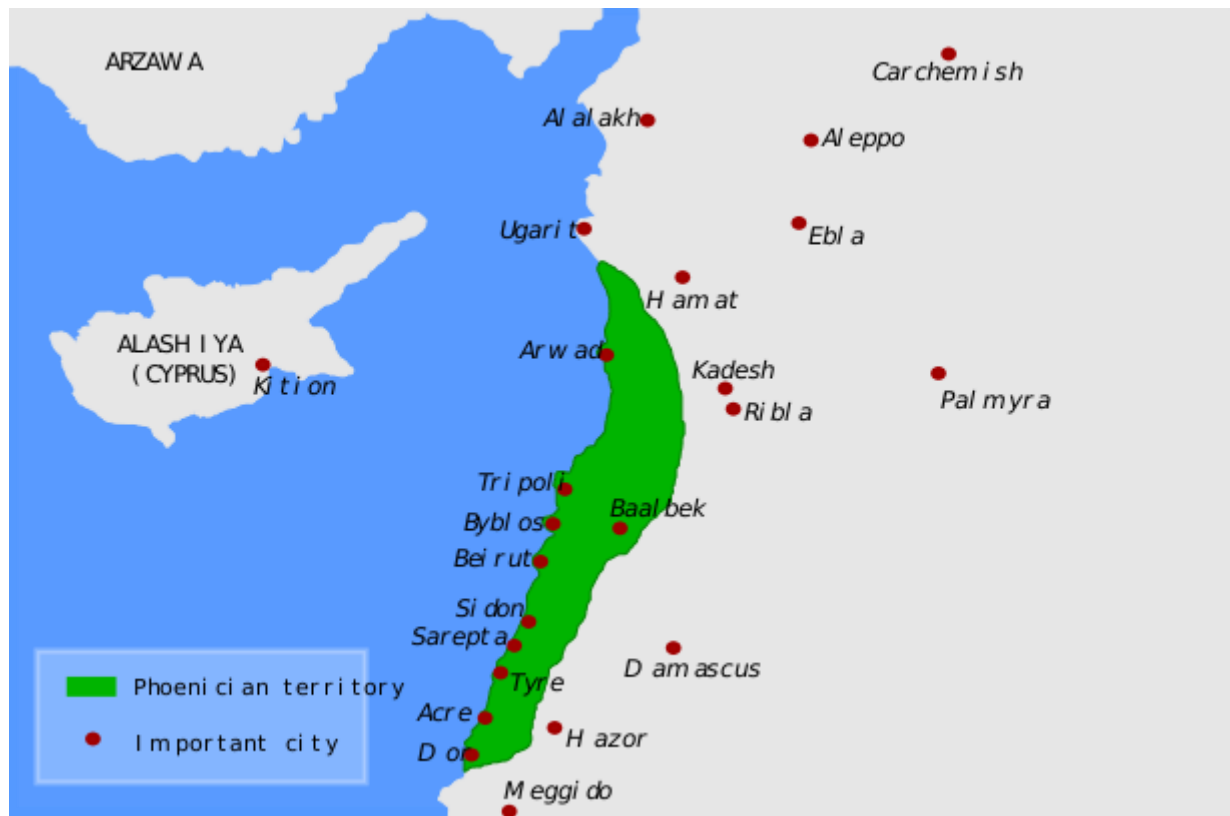 ARZAWA
Carchemish
Alalakh
Aleppo
Ugarit
Ebla
Hamat
ALASHIYA
(CYPRUS)
Kition
Arwad
Kadesh
Ribla
Palmyra
Tripoli
Byblos
Baalbek
Beirut
Sidon
Sarepta
Damascus
Tyre
Acre
Hazor
Dor
Meggido
Phoenician territory
Important city